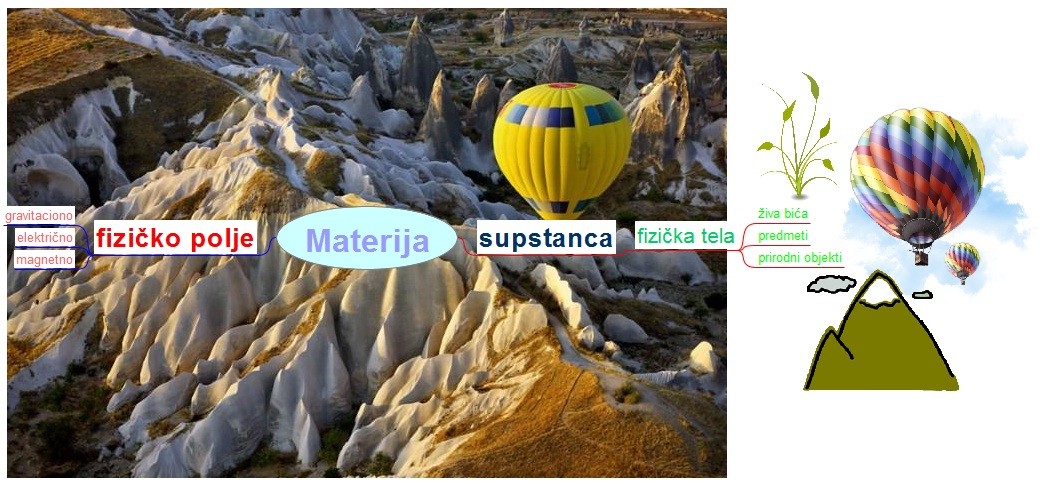 gravitaciono
električno
magnetno
fizičko polje
Materija
supstanca
fizička tela
živa bića
predmeti
prirodni objekti